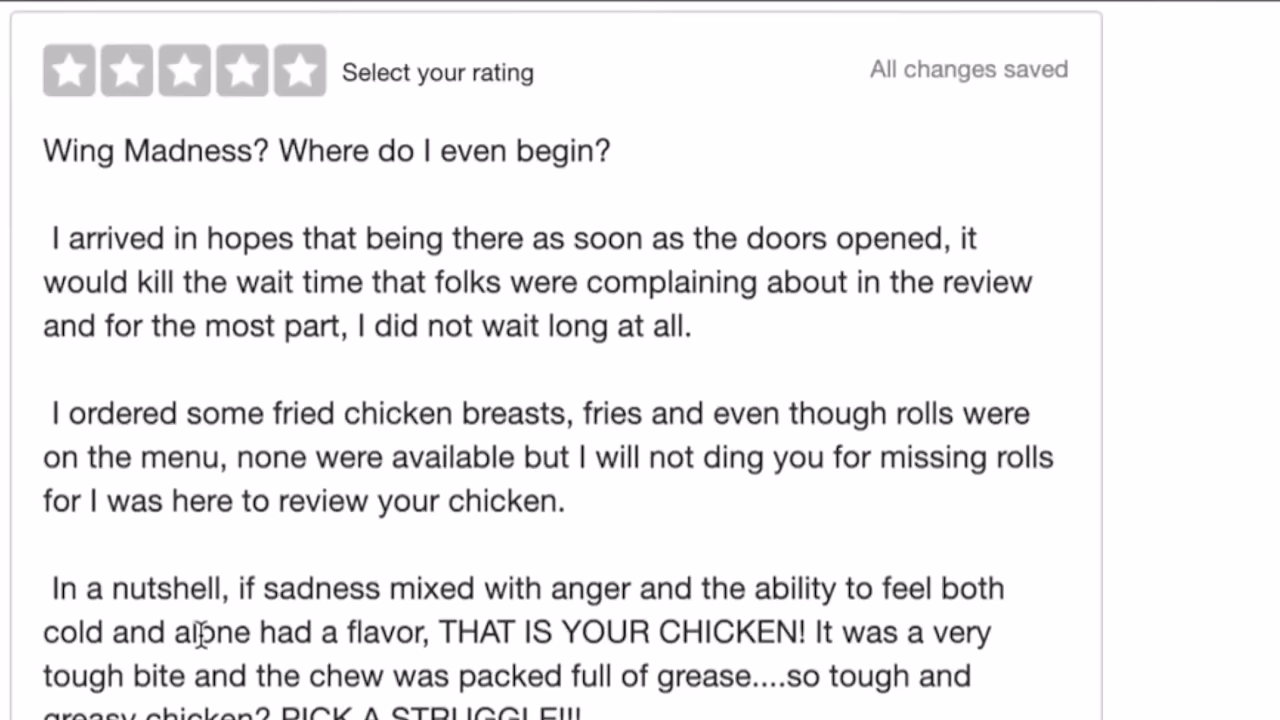 Select your rating
All changes saved
Wing Madness? Where do I even begin?
I arrived in hopes that being there as soon as the doors opened, it
would kill the wait time that folks were complaining about in the review
and for the most part, I did not wait long at all.
I ordered some fried chicken breasts, fries and even though rolls were
on the menu, none were available but I will not ding you for missing rolls
for I was here to review your chicken.
In a nutshell, if sadness mixed with anger and the ability to feel both
cold and alone had a flavor, THAT IS YOUR CHICKEN! It was a very
tough bite and the chew was packed full of grease....so tough and
greasy chicken? PICK A STRUGGLE!!!